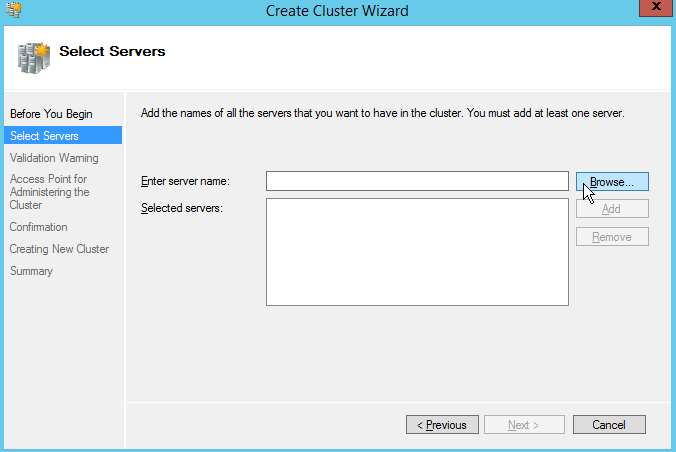 Create Cluster Wizard
X
Select Servers
Before You Begin
Select Servers
Validation Warning
Access Point for
Administering the
Cluster
Confirmation
Creating New Cluster
Summary
Add the names of all the servers that you want to have in the cluster. You must add at least one server.
Enter server name:
Browse...
Selected servers:
Add
Remove
< Previous
Next >
Cancel